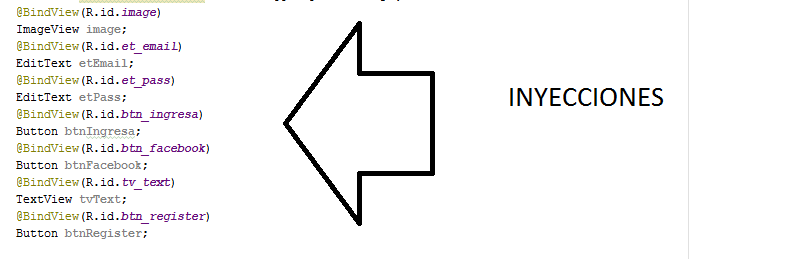 @BindView(R.id.image)
ImageView image;
@BindView(R.id.et_email)
EditText etEmail;
@BindView(R.id.et_pass)
EditText etPass;
@BindView(R.id.btn_ingresa)
Button btnIngresa;
@BindView(R.id.btn_facebook)
Button btnFacebook;
@BindView(R.id.tv_text)
TextView tvText;
@BindView(R.id.btn_register)
Button btnRegister;
INYECCIONES